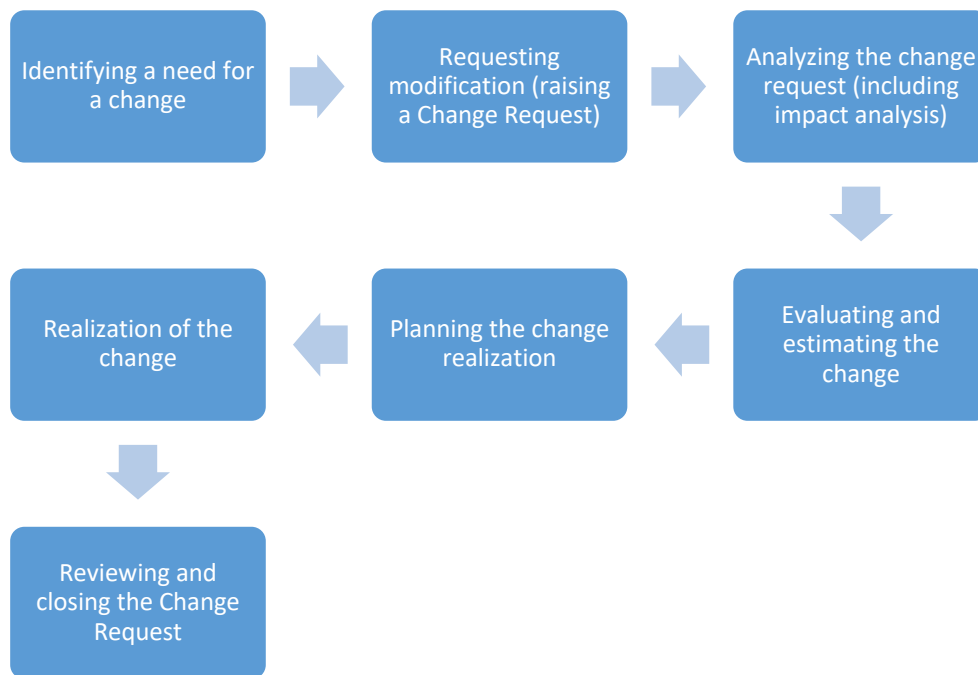 Identifying a need for
a change
Requesting
modification (raising
a Change Request)
Analyzing the change
request (including
impact analysis)
Evaluating and
estimating the
change
Planning the change
realization
Realization of the
change
Reviewing and
closing the Change
Request